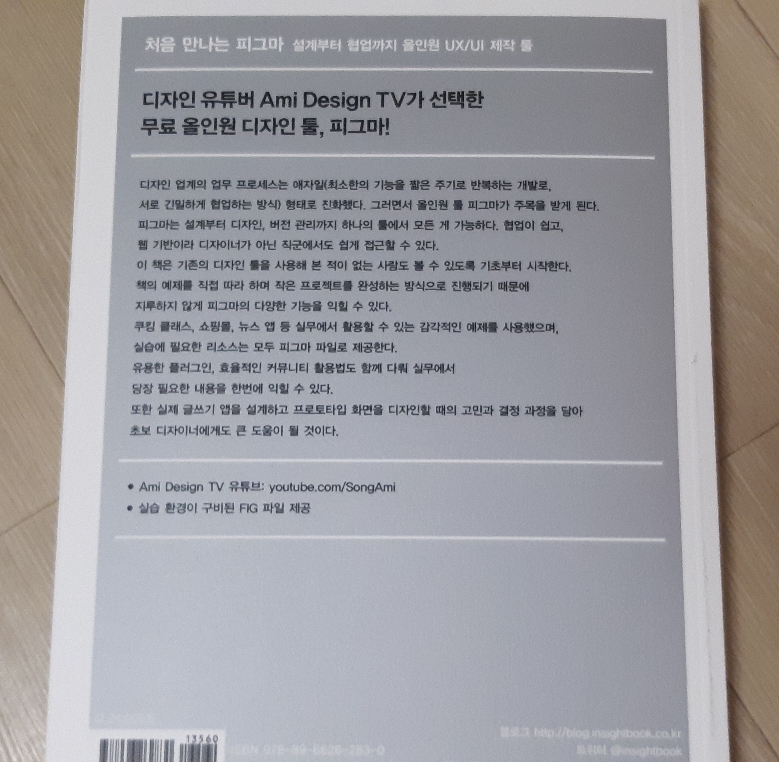 처음 만나는 피그마 설계부터 협업까지 올인원 UX/UI 제작 툴
디자인 유튜버 Ami Design TV가 선택한
무료 올인원 디자인 툴, 피그마!
디자인 업계의 업무 프로세스는 애자일(최소한의 기능을 짧은 주기로 반복하는 개발로,
서로 긴밀하게 협업하는 방식) 형태로 진화했다. 그러면서 올인원 툴 피그마가 주목을 받게 된다.
피그마는 설계부터 디자인, 버전 관리까지 하나의 툴에서 모든 게 가능하다. 협업이 쉽고,
웹 기반이라 디자이너가 아닌 직군에서도 쉽게 접근할 수 있다.
이 책은 기존의 디자인 툴을 사용해 본 적이 없는 사람도 볼 수 있도록 기초부터 시작한다.
책의 예제를 직접 따라 하며 작은 프로젝트를 완성하는 방식으로 진행되기 때문에
지루하지 않게 피그마의 다양한 기능을 익힐 수 있다.
쿠킹 클래스, 쇼핑몰, 뉴스 앱 등 실무에서 활용할 수 있는 감각적인 예제를 사용했으며,
실습에 필요한 리소스는 모두 피그마 파일로 제공한다.
유용한 플러그인, 효율적인 커뮤니티 활용법도 함께 다뤄 실무에서
당장 필요한 내용을 한번에 익힐 수 있다.
또한 실제 글쓰기 앱을 설계하고 프로토타입 화면을 디자인할 때의 고민과 결정 과정을 담아
초보 디자이너에게도 큰 도움이 될 것이다.
• Ami Design TV 유튜브: youtube.com/SongAmi
• 실습 환경이 구비된 FIG 파일 제공
블로그 http://blog.insightbook.co.kr
트위터 @insightbook
13560
ISBN 978-89-6626-283-0